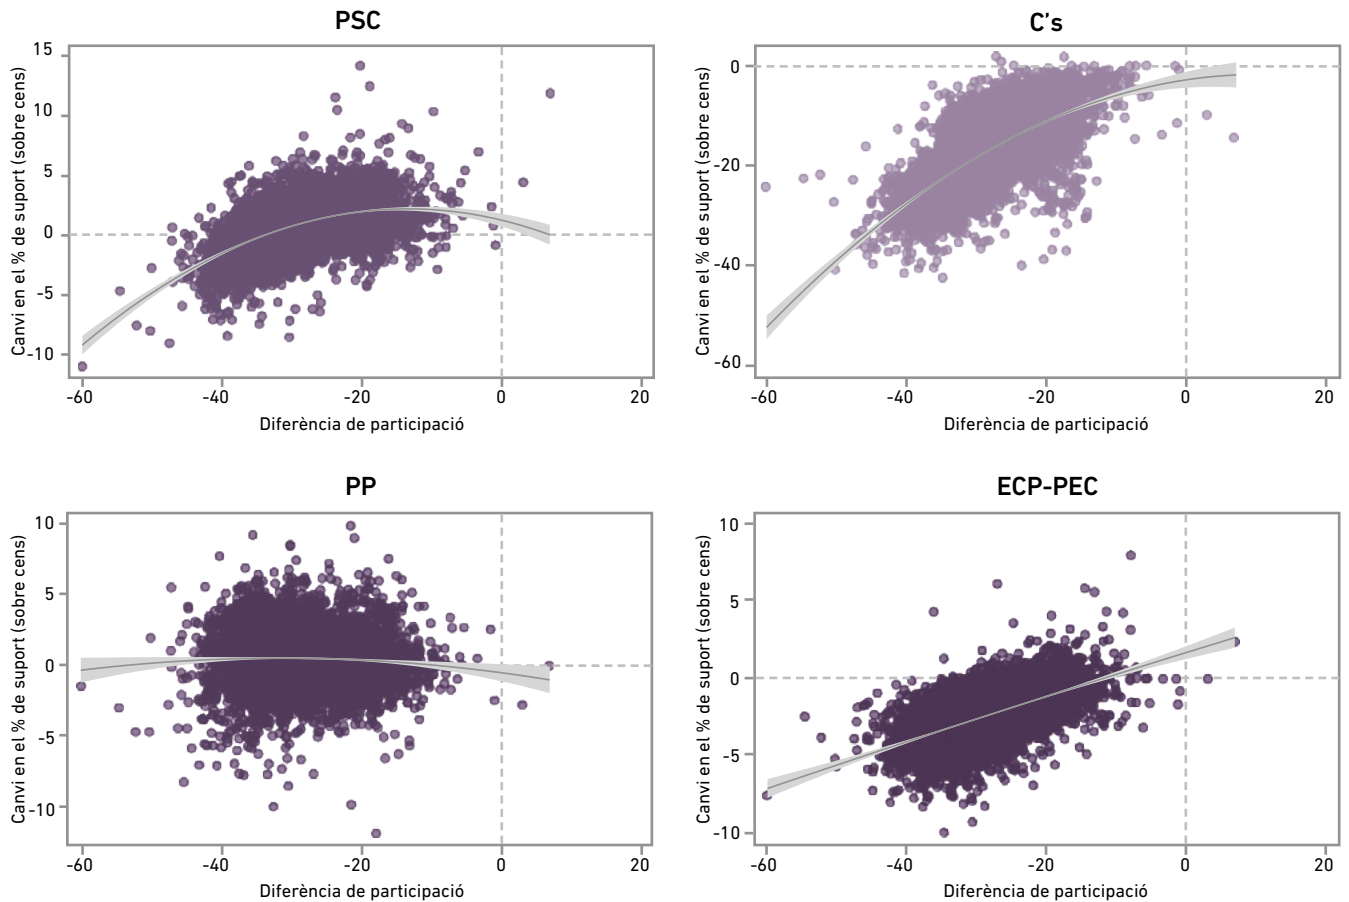 PSC
Canvi en el % de suport (sobre cens)
15
10
5
0
-5
-10
-60 -40 -20 0 20
Diferència de participació
C's
Canvi en el % de suport (sobre cens)
0
-20
-40
-60
-60 -40 -20 0 20
Diferència de participació
PP
Canvi en el % de suport (sobre cens)
10
5
0
-5
-10
-60 -40 -20 0 20
Diferència de participació
ECP-PEC
Canvi en el % de suport (sobre cens)
10
5
0
-5
-10
-60 -40 -20 0 20
Diferència de participació